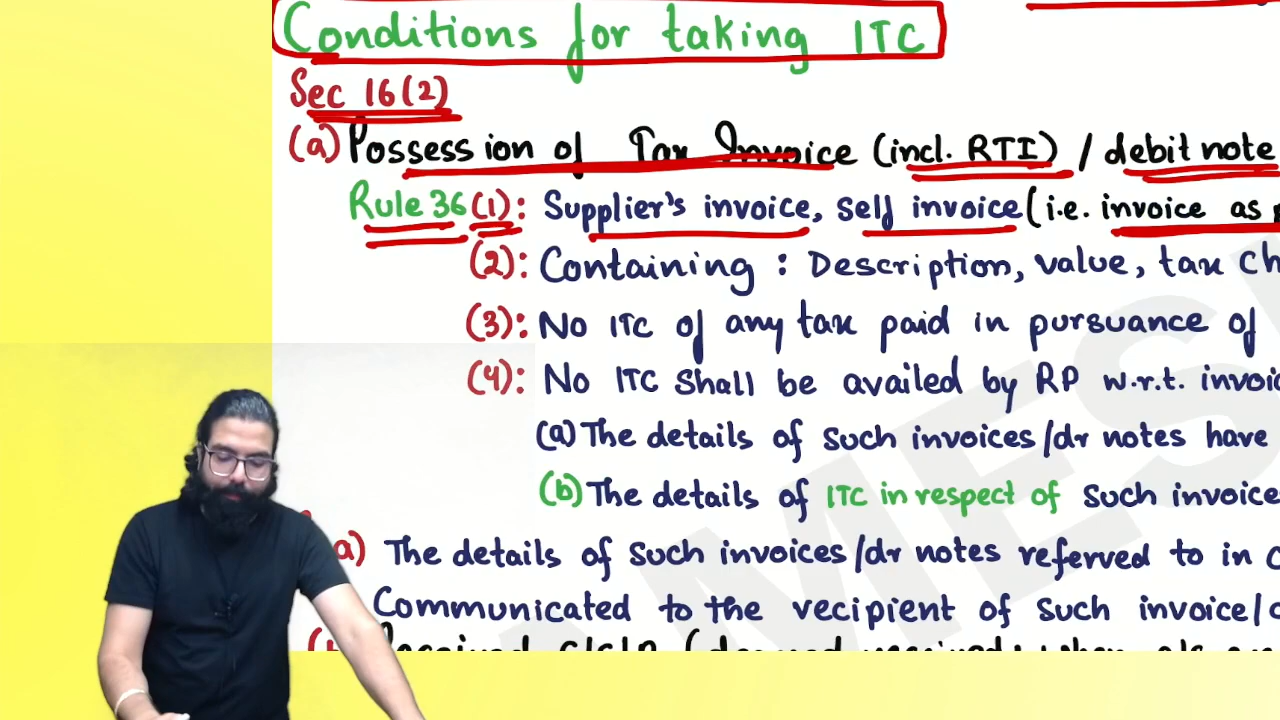 Conditions for taking ITC
Sec 16(2)
(a) Possession of Tax Invoice (incl. RTI) / debit note
Rule 36 (1): Supplier's invoice, self invoice (i.e. invoice as
(2): Containing : Description, value, tax ch
(3): No ITC of any tax paid in pursuance of
(4): No ITC shall be availed by RP w.r.t. invoic
(a) The details of such invoices/dr notes have
(b) The details of ITC in respect of such invoice
a) The details of such invoices/dr notes referred to in c
Communicated to the recipient of such invoice/